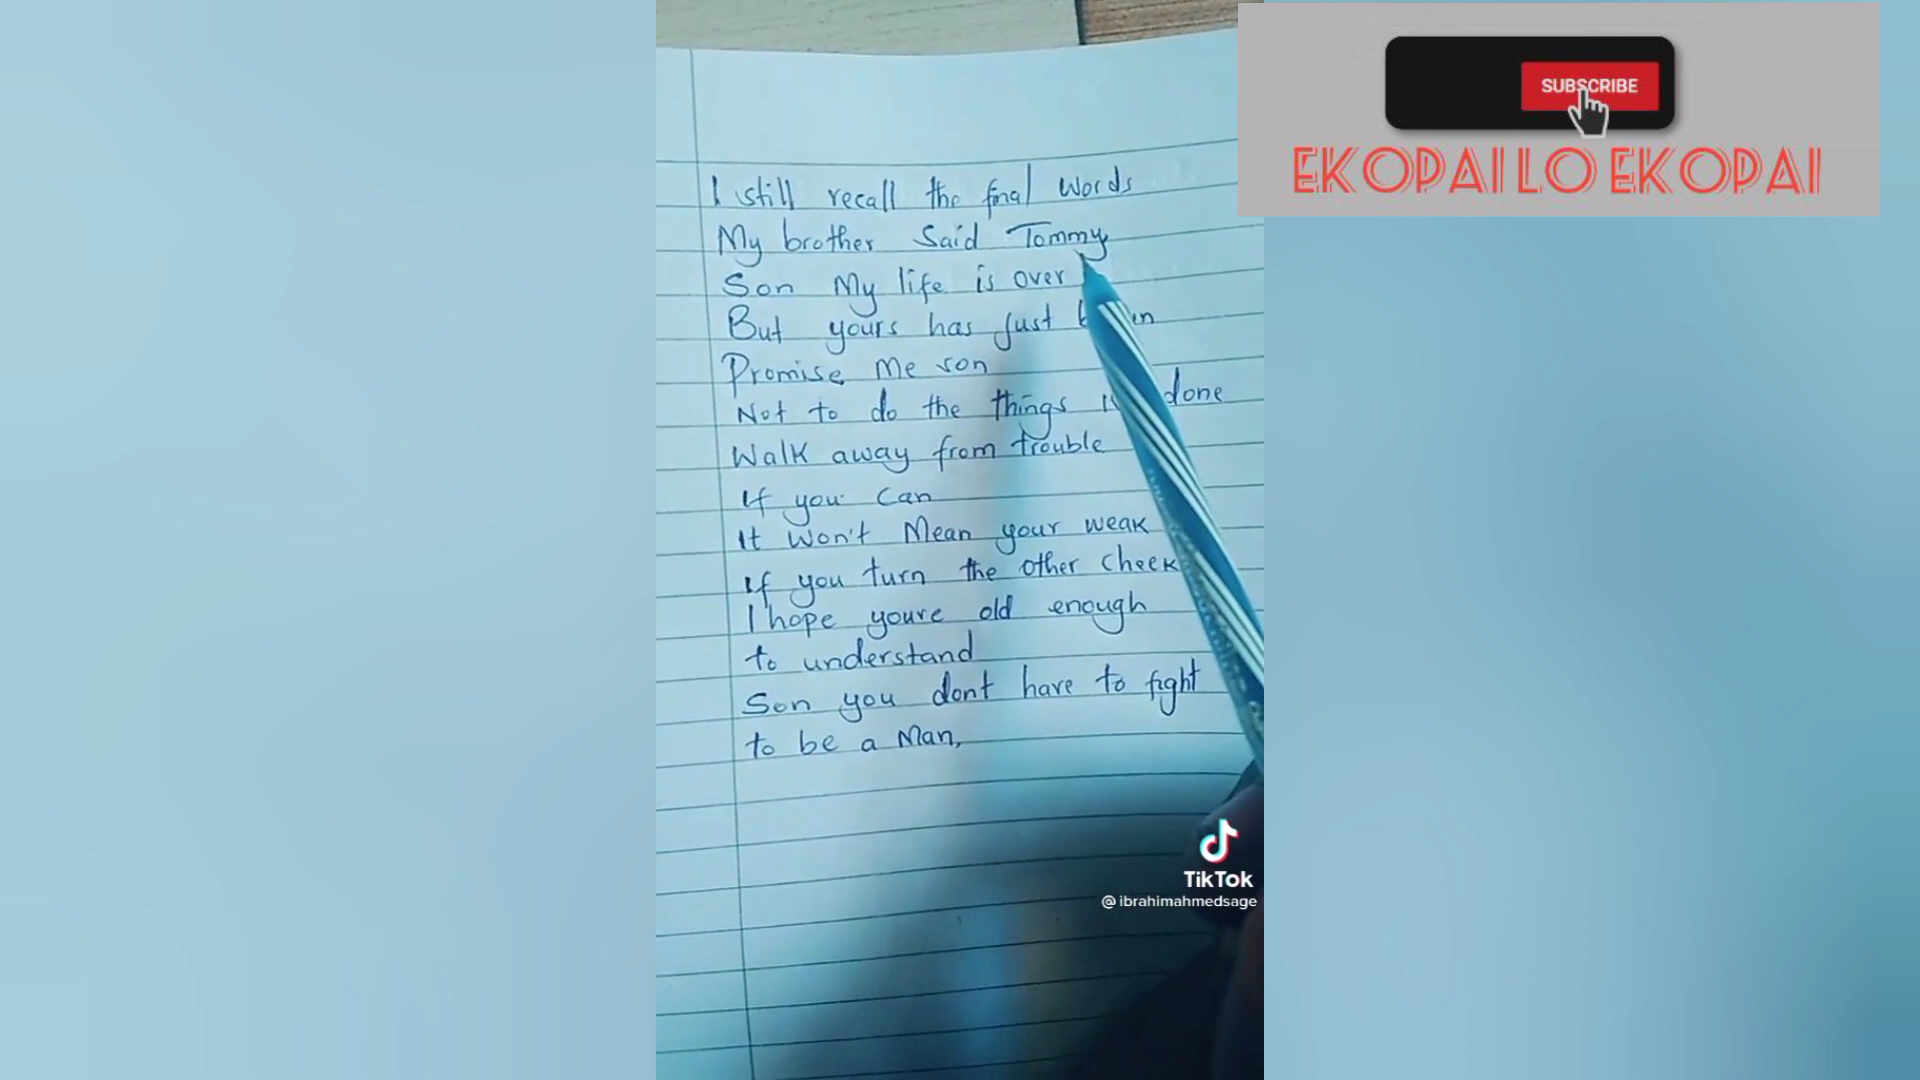 I still recall the final words
My brother Said Tommy
Son My life is over
But yours has just
Promise Me son
Not to do the things done
Walk away from trouble
If you Can
It Won't Mean your weak
If you turn the other cheek
I hope youre old enough
to understand
Son you dont have to fight
to be a Man,
SUBSCRIBE
EKOPAI LO EKOPAI
TikTok
@ibrahimahmedsage